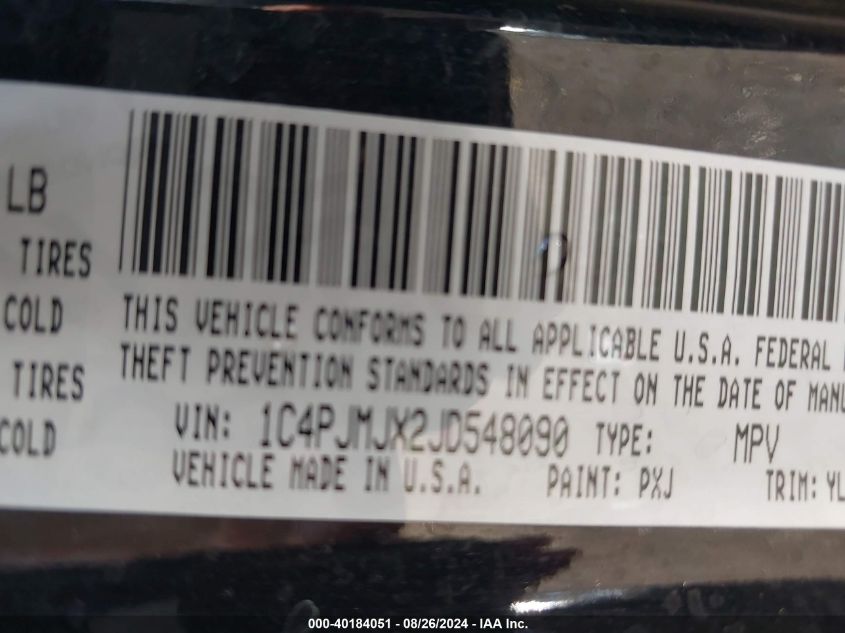 LB
TIRES
COLD
TIRES
COLD
THIS VEHICLE CONFORMS TO ALL APPLICABLE U.S.A. FEDERAL
THEFT PREVENTION STANDARDS IN EFFECT ON THE DATE OF MANU
VIN: 1C4PJMJX2JD548090 TYPE: MPV
VEHICLE MADE IN U.S.A. PAINT: PXJ TRIM: YL
000-40184051 - 08/26/2024 - IAA Inc.